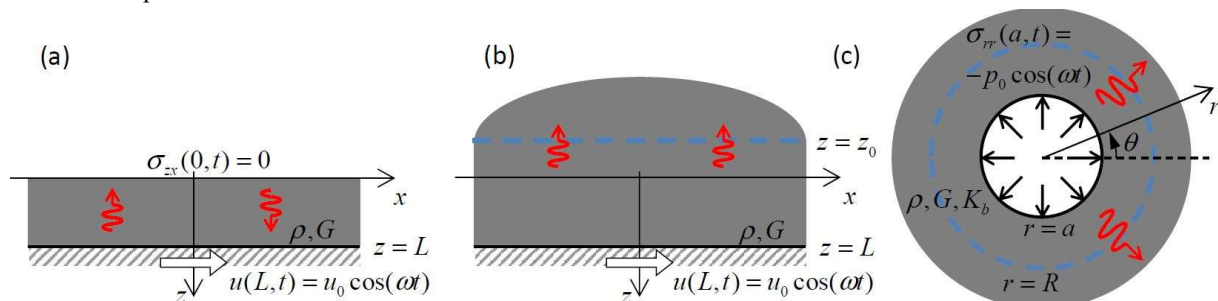 (a)
σ_zx(0,t) = 0
x
ρ,G
z = L
z
u(L,t) = u_0 cos(ωt)
(b)
z = z_0
x
ρ,G
z = L
z
u(L,t) = u_0 cos(ωt)
(c)
σ_rr(a,t) =
-p_0 cos(ωt)
r
θ
ρ,G,K_b
r = a
r = R